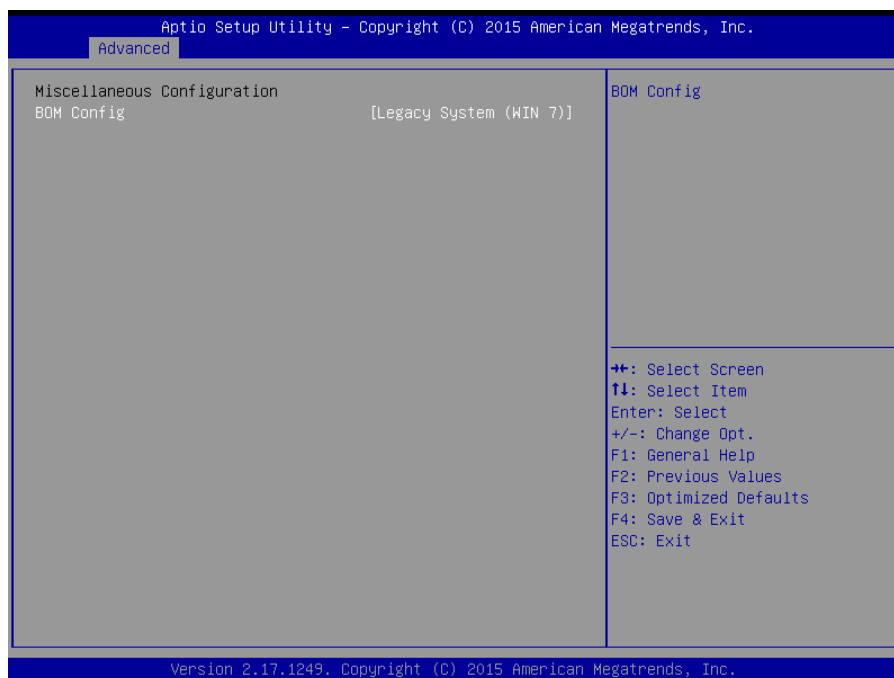 Aptio Setup Utility – Copyright (C) 2015 American Megatrends, Inc.
Advanced
Miscellaneous Configuration
BOM Config [Legacy System (WIN 7)]
BOM Config
→←: Select Screen
↑↓: Select Item
Enter: Select
+/-: Change Opt.
F1: General Help
F2: Previous Values
F3: Optimized Defaults
F4: Save & Exit
ESC: Exit
Version 2.17.1249. Copyright (C) 2015 American Megatrends, Inc.